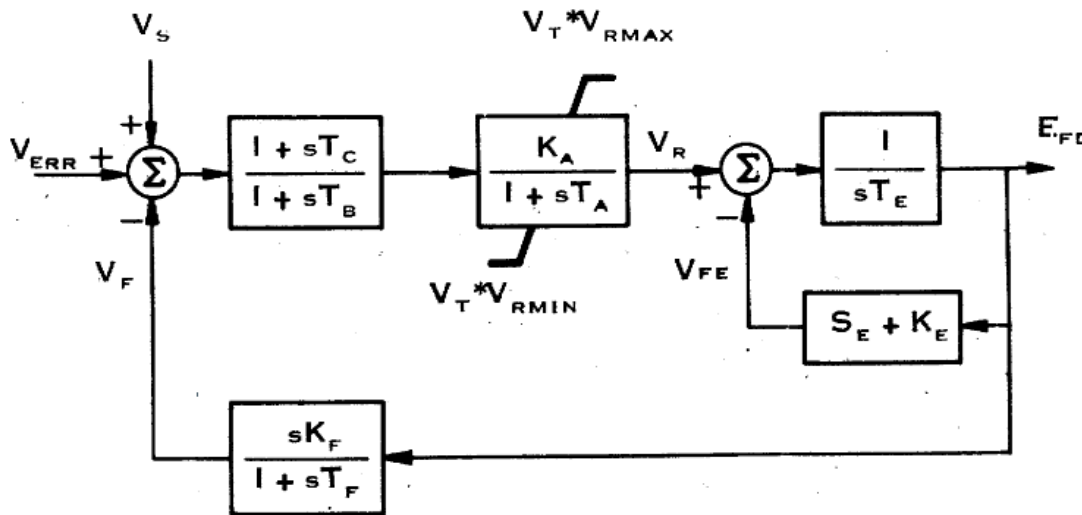 V_S
V_T*V_RMAX
+
V_ERR
+
Σ
−
1 + sT_C
1 + sT_B
K_A
1 + sT_A
V_R
+
Σ
−
1
sT_E
E_FD
V_F
V_T*V_RMIN
V_FE
S_E + K_E
sK_F
1 + sT_F